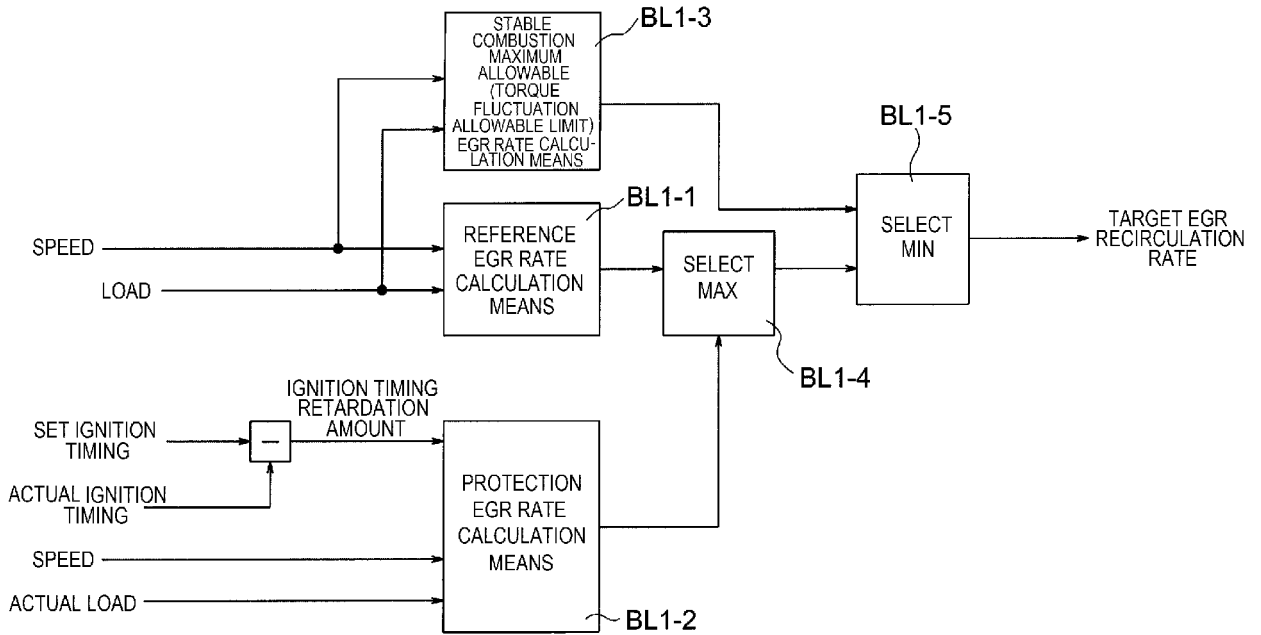 STABLE
COMBUSTION
MAXIMUM
ALLOWABLE
(TORQUE
FLUCTUATION
ALLOWABLE LIMIT)
EGR RATE CALCU-
LATION MEANS
BL1-3
BL1-5
SELECT
MIN
TARGET EGR
RECIRCULATION
RATE
BL1-1
SPEED
LOAD
REFERENCE
EGR RATE
CALCULATION
MEANS
SELECT
MAX
BL1-4
IGNITION TIMING
RETARDATION
AMOUNT
SET IGNITION
TIMING
−
ACTUAL IGNITION
TIMING
SPEED
ACTUAL LOAD
PROTECTION
EGR RATE
CALCULATION
MEANS
BL1-2